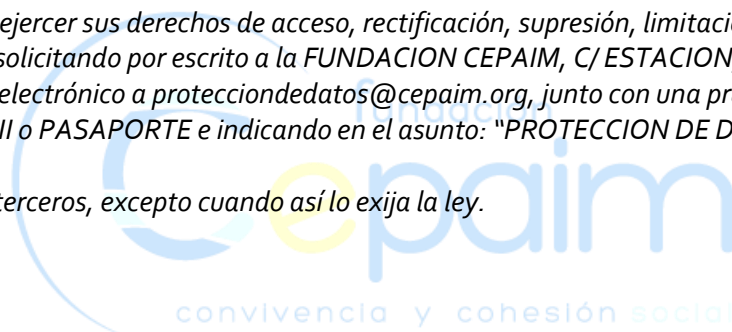 ejercer sus derechos de acceso, rectificación, supresión,
solicitando por escrito a la FUNDACION CEPAIM, C/ ESTACION,
electrónico a protecciondedatos@cepaim.org, junto con una
o PASAPORTE e indicando en el asunto: “PROTECCION DE
fundación
terceros, excepto cuando así lo exija la ley.
cepaim
convivencia y cohesión social